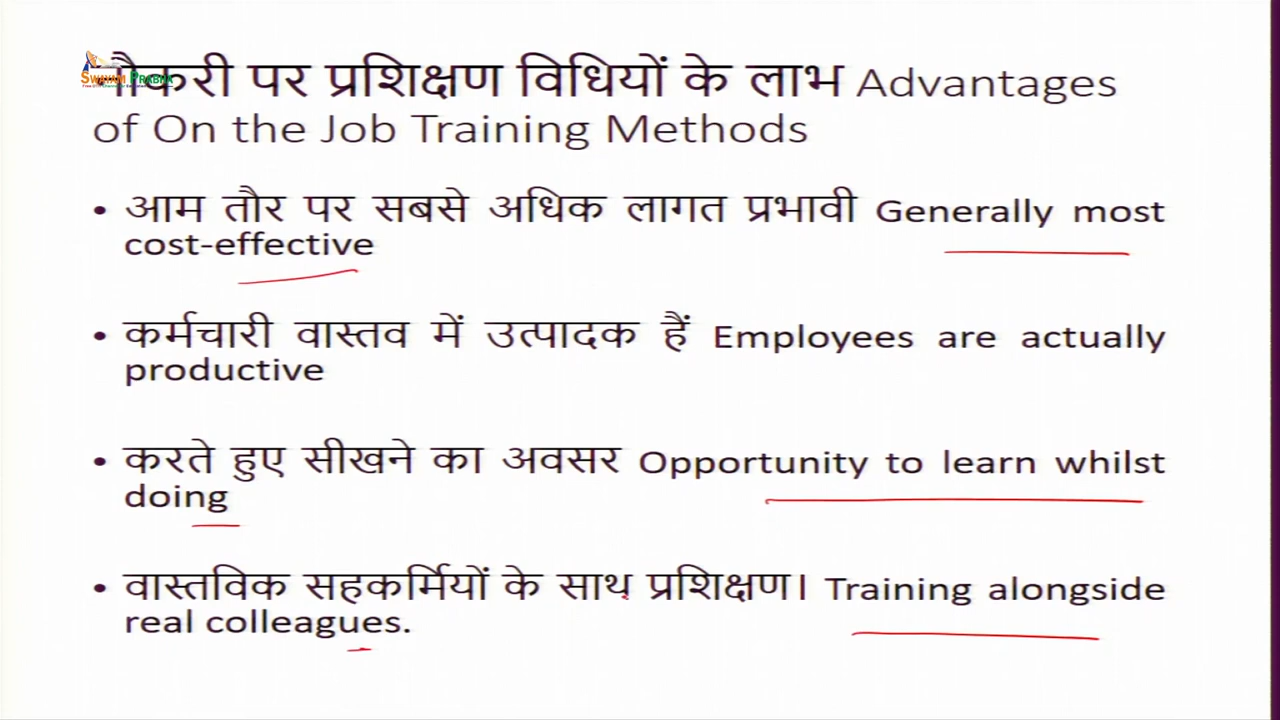 SWAYAM PRABHA
नौकरी पर प्रशिक्षण विधियों के लाभ Advantages
of On the Job Training Methods
• आम तौर पर सबसे अधिक लागत प्रभावी Generally most
cost-effective
• कर्मचारी वास्तव में उत्पादक हैं Employees are actually
productive
• करते हुए सीखने का अवसर Opportunity to learn whilst
doing
• वास्तविक सहकर्मियों के साथ प्रशिक्षण। Training alongside
real colleagues.